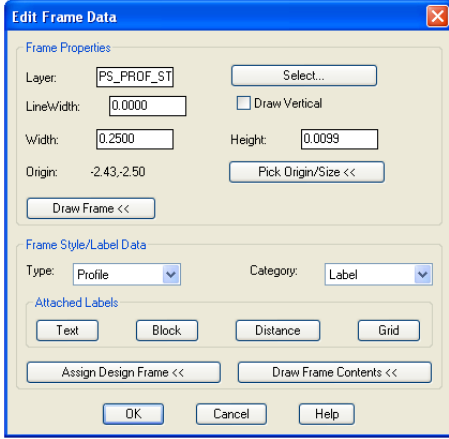 Edit Frame Data
Frame Properties
Layer: PS_PROF_ST Select...
LineWidth: 0.0000 Draw Vertical
Width: 0.2500 Height: 0.0099
Origin: -2.43,-2.50 Pick Origin/Size <<
Draw Frame <<
Frame Style/Label Data
Type: Profile Category: Label
Attached Labels
Text Block Distance Grid
Assign Design Frame << Draw Frame Contents <<
OK Cancel Help